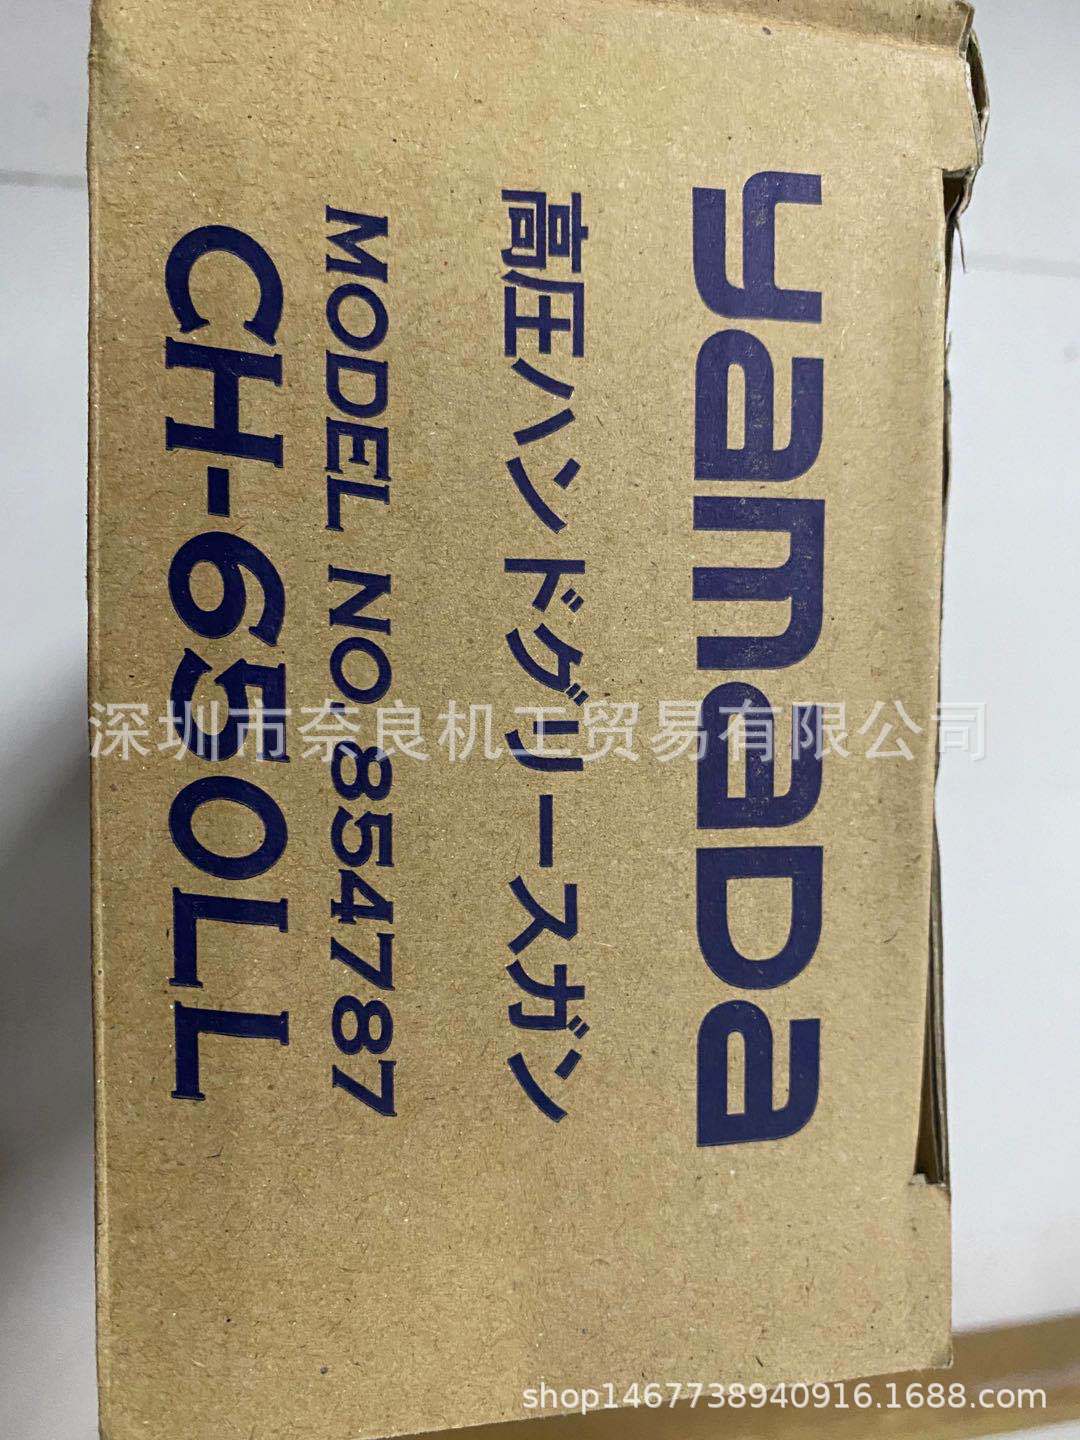 yamaDa
高圧ハンドグリースガン
MODEL NO.854787
CH-650LL
深圳市奈良机工贸易有限公司
shop1467738940916.1688.com